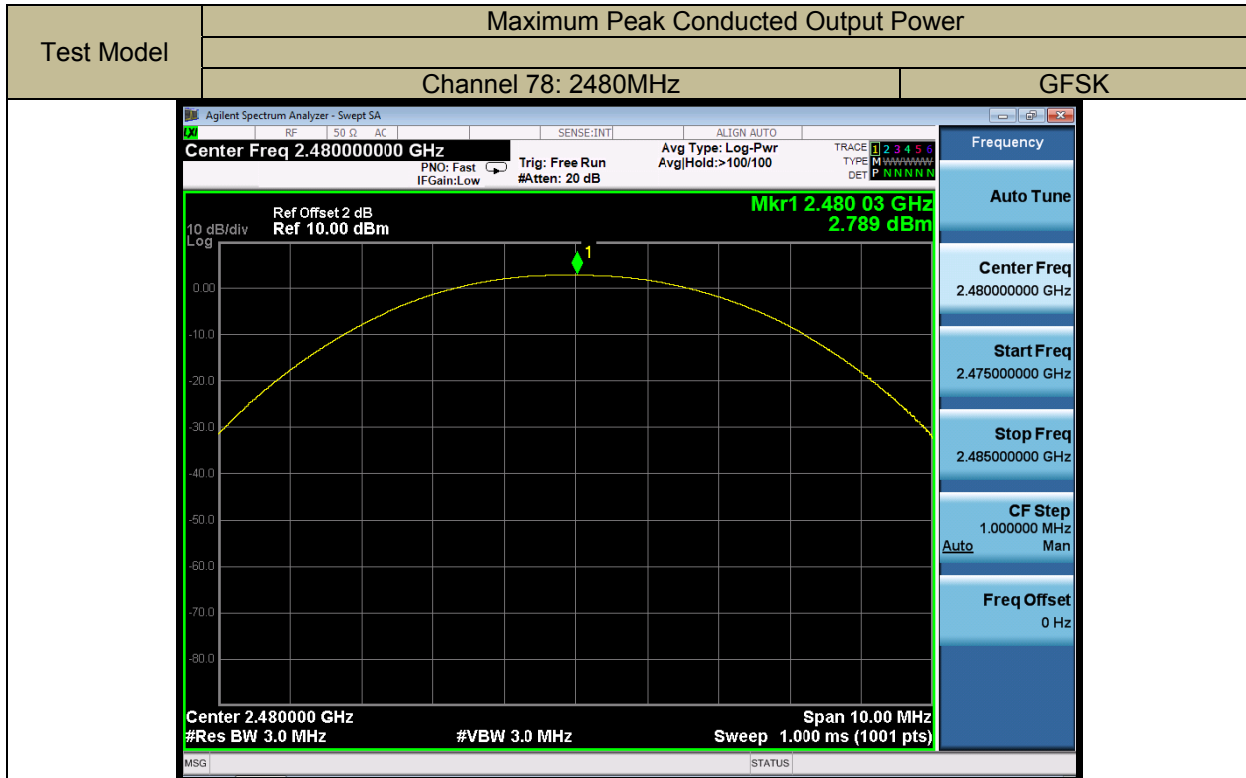 Test Model
Maximum Peak Conducted Output Power
Channel 78: 2480MHz
GFSK
Agilent Spectrum Analyzer - Swept SA
LXI RF 50 Ω AC SENSE:INT ALIGN AUTO
Center Freq 2.480000000 GHz
PNO: Fast
IFGain:Low
Trig: Free Run
#Atten: 20 dB
Avg Type: Log-Pwr
Avg|Hold:>100/100
TRACE 1 2 3 4 5 6
TYPE M WWWWW
DET P N N N N N
Mkr1 2.480 03 GHz
2.789 dBm
Ref Offset 2 dB
10 dB/div Ref 10.00 dBm
Log
1
0.00
-10.0
-20.0
-30.0
-40.0
-50.0
-60.0
-70.0
-80.0
Center 2.480000 GHz Span 10.00 MHz
#Res BW 3.0 MHz #VBW 3.0 MHz Sweep 1.000 ms (1001 pts)
MSG STATUS
Frequency
Auto Tune
Center Freq
2.480000000 GHz
Start Freq
2.475000000 GHz
Stop Freq
2.485000000 GHz
CF Step
1.000000 MHz
Auto Man
Freq Offset
0 Hz